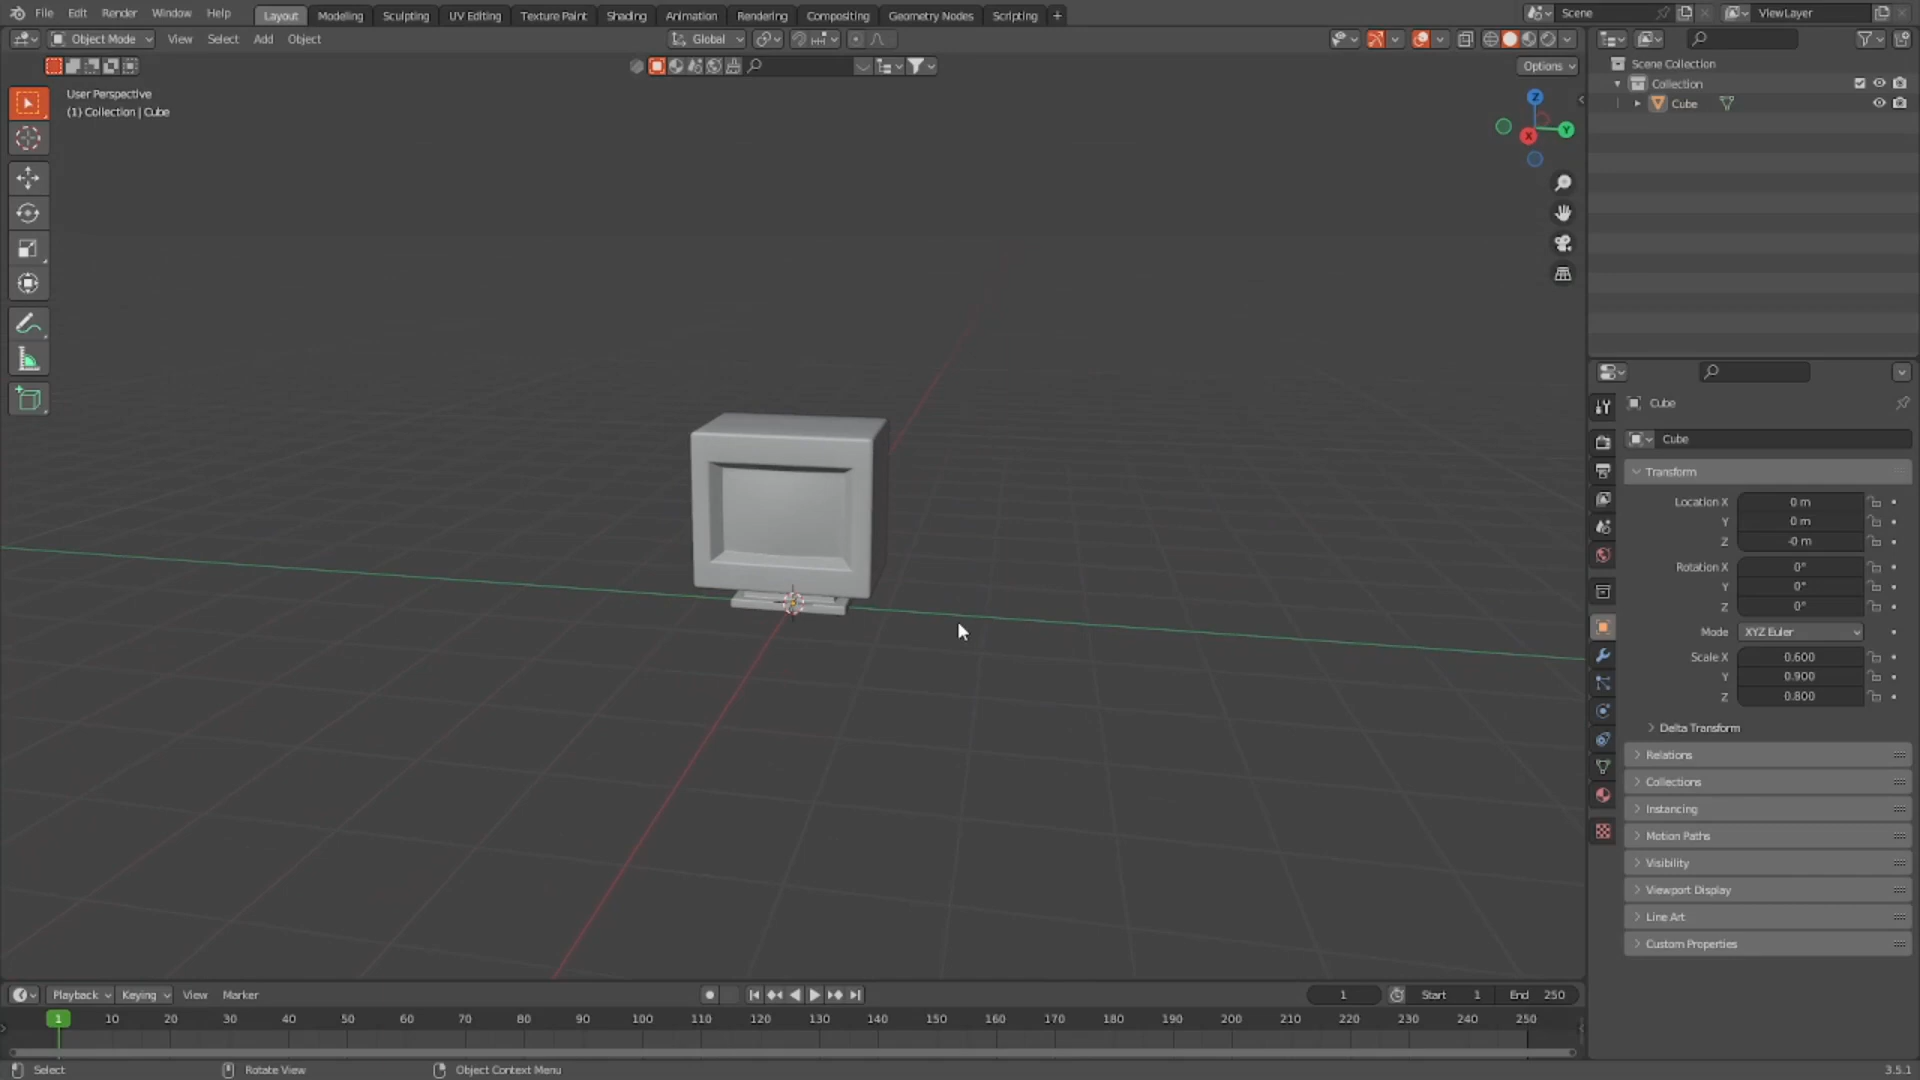 File Edit Render Window Help Layout Modeling Sculpting UV Editing Texture Paint Shading Animation Rendering Compositing Geometry Nodes Scripting + Scene ViewLayer
Object Mode View Select Add Object Global
Options
User Perspective
(1) Collection | Cube
Z
Y
X
Scene Collection
Collection
Cube
Cube
Cube
Transform
Location X 0 m
Y 0 m
Z -0 m
Rotation X 0°
Y 0°
Z 0°
Mode XYZ Euler
Scale X 0.600
Y 0.900
Z 0.800
Delta Transform
Relations
Collections
Instancing
Motion Paths
Visibility
Viewport Display
Line Art
Custom Properties
Playback Keying View Marker 1 Start 1 End 250
1 10 20 30 40 50 60 70 80 90 100 110 120 130 140 150 160 170 180 190 200 210 220 230 240 250
Select Rotate View Object Context Menu 3.5.1